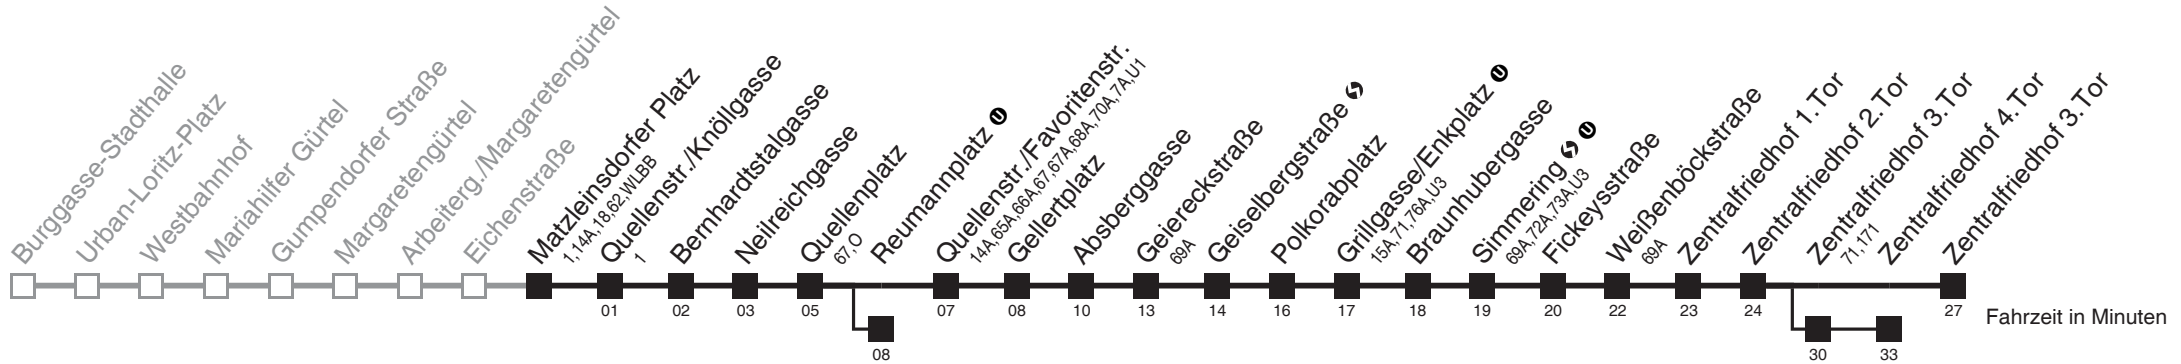 Burggasse-Stadthalle
Urban-Loritz-Platz
Westbahnhof
Mariahilfer Gürtel
Gumpendorfer Straße
Margaretengürtel
Arbeiterg./Margaretengürtel
Eichenstraße
Matzleinsdorfer Platz
1,14A,18,62,WLBB
Quellenstr./Knöllgasse
1
Bernhardtstalgasse
Neilreichgasse
Quellenplatz
67,O
Reumannplatz U
Quellenstr./Favoritenstr.
14A,65A,66A,67,67A,68A,70A,7A,U1
Gellertplatz
Absberggasse
Geiereckstraße
69A
Geiselbergstraße
Polkorabplatz
Grillgasse/Enkplatz U
15A,71,76A,U3
Braunhubergasse
Simmering U
69A,72A,73A,U3
Fickeysstraße
Weißenböckstraße
69A
Zentralfriedhof 1.Tor
Zentralfriedhof 2.Tor
Zentralfriedhof 3.Tor
71,171
Zentralfriedhof 4.Tor
Zentralfriedhof 3.Tor
01 02 03 05 07 08 10 13 14 16 17 18 19 20 22 23 24 27
Fahrzeit in Minuten
08 30 33